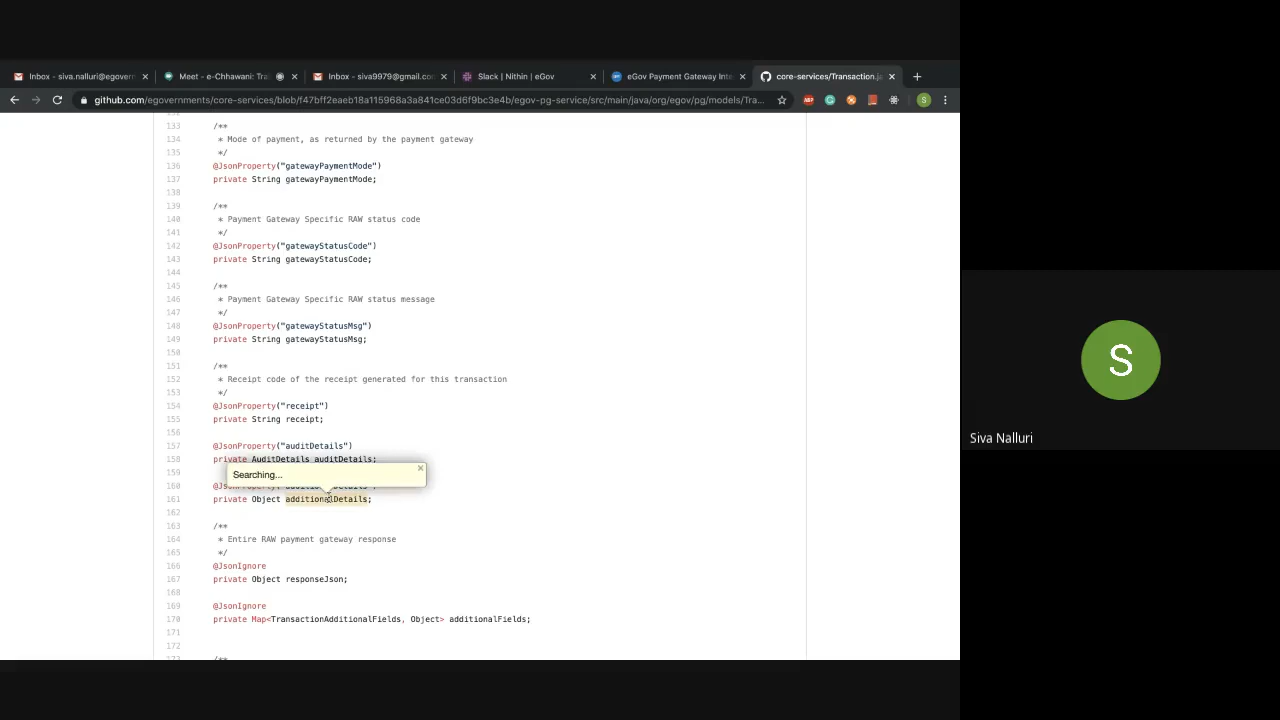 Inbox - siva.nalluri@egovern
Meet - e-Chhawani: Tra
Inbox - siva9979@gmail.co
Slack | Nithin | eGov
eGov Payment Gateway Inte
core-services/Transaction.ja
github.com/egovernments/core-services/blob/f47bff2eaeb18a115968a3a841ce03d6f9bc3e4b/egov-pg-service/src/main/java/org/egov/pg/models/Tra...
ABP
S
133 /**
134 * Mode of payment, as returned by the payment gateway
135 */
136 @JsonProperty("gatewayPaymentMode")
137 private String gatewayPaymentMode;
138
139 /**
140 * Payment Gateway Specific RAW status code
141 */
142 @JsonProperty("gatewayStatusCode")
143 private String gatewayStatusCode;
144
145 /**
146 * Payment Gateway Specific RAW status message
147 */
148 @JsonProperty("gatewayStatusMsg")
149 private String gatewayStatusMsg;
150
151 /**
152 * Receipt code of the receipt generated for this transaction
153 */
154 @JsonProperty("receipt")
155 private String receipt;
156
157 @JsonProperty("auditDetails")
158 private AuditDetails auditDetails;
159
Searching...
160
161 private Object additionalDetails;
162
163 /**
164 * Entire RAW payment gateway response
165 */
166 @JsonIgnore
167 private Object responseJson;
168
169 @JsonIgnore
170 private Map<TransactionAdditionalFields, Object> additionalFields;
171
172
173 /**
S
Siva Nalluri